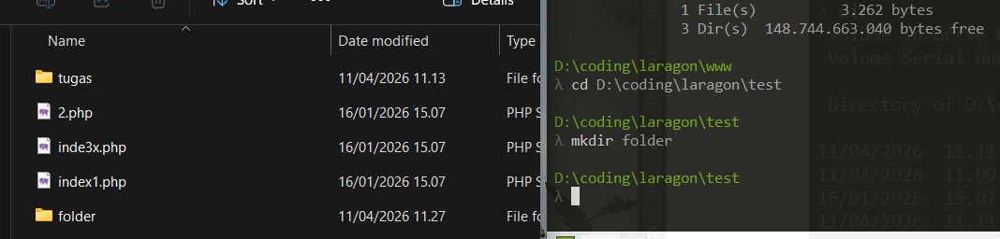 Sort
Details
Name Date modified Type
tugas 11/04/2026 11.13 File fo
2.php 16/01/2026 15.07 PHP S
inde3x.php 16/01/2026 15.07 PHP S
index1.php 16/01/2026 15.07 PHP S
folder 11/04/2026 11.27 File fo
1 File(s) 3.262 bytes
3 Dir(s) 148.744.663.040 bytes free
D:\coding\laragon\www
λ cd D:\coding\laragon\test
D:\coding\laragon\test
λ mkdir folder
D:\coding\laragon\test
λ
Volume Serial Num
Directory of D:\
11/04/2026 11.11
11/04/2026 11.09
16/01/2026 15.07
11/04/2026 11.11